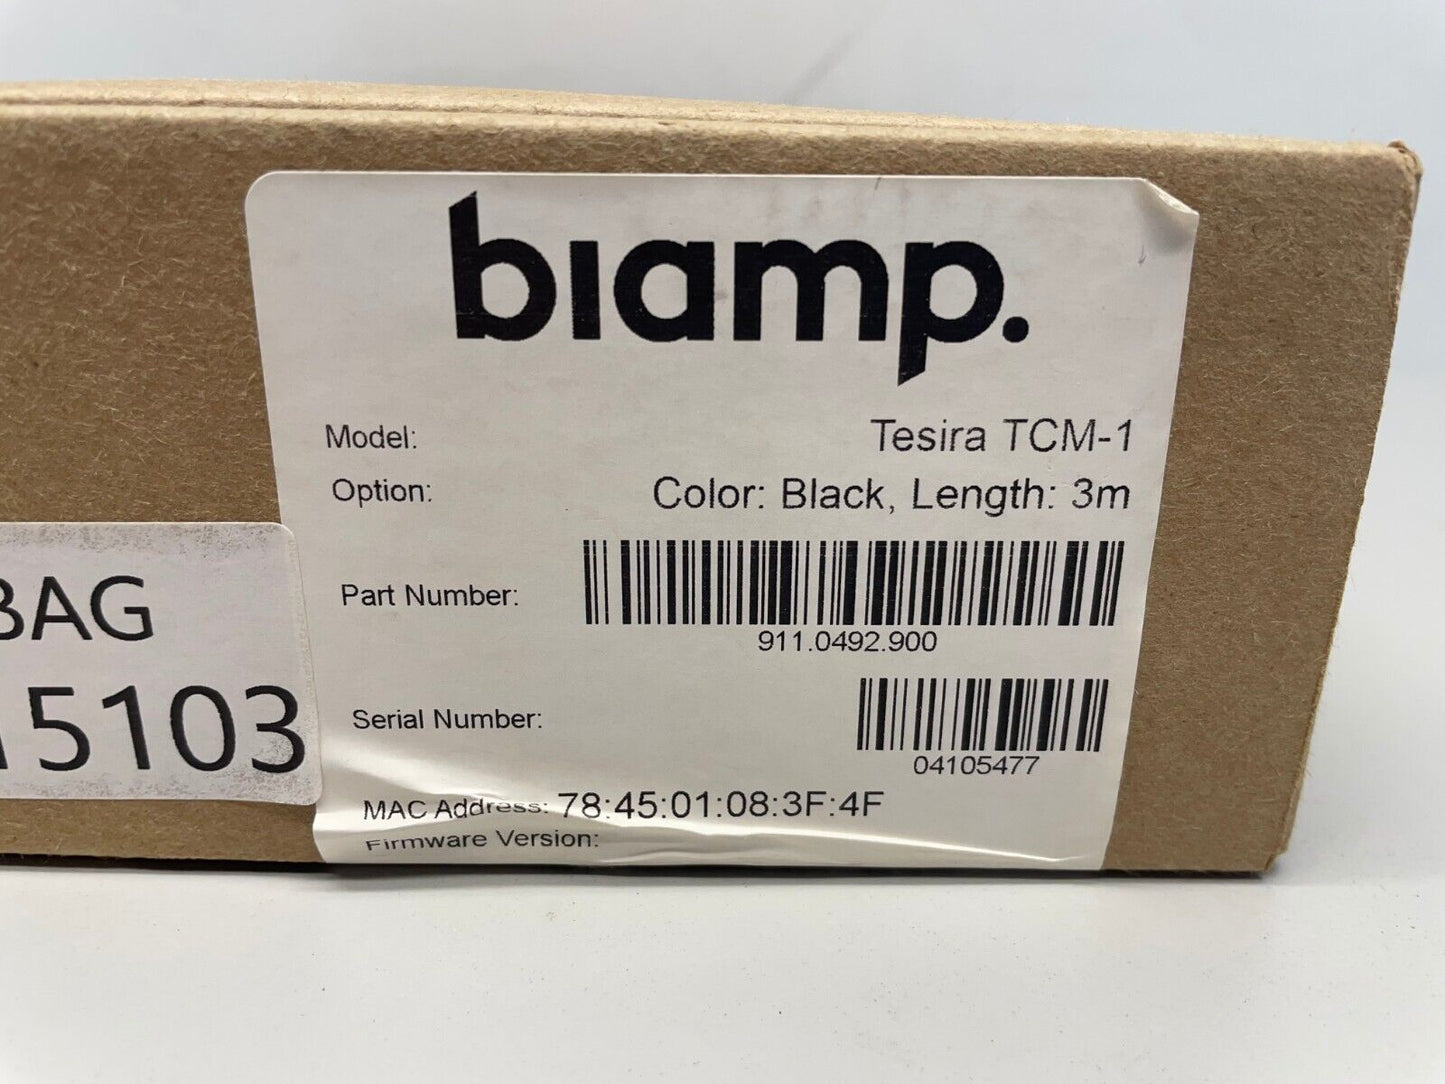 biamp.
Model: Tesira TCM-1
Option: Color: Black, Length: 3m
Part Number:
911.0492.900
Serial Number:
04105477
MAC Address: 78:45:01:08:3F:4F
Firmware Version:
BAG
15103